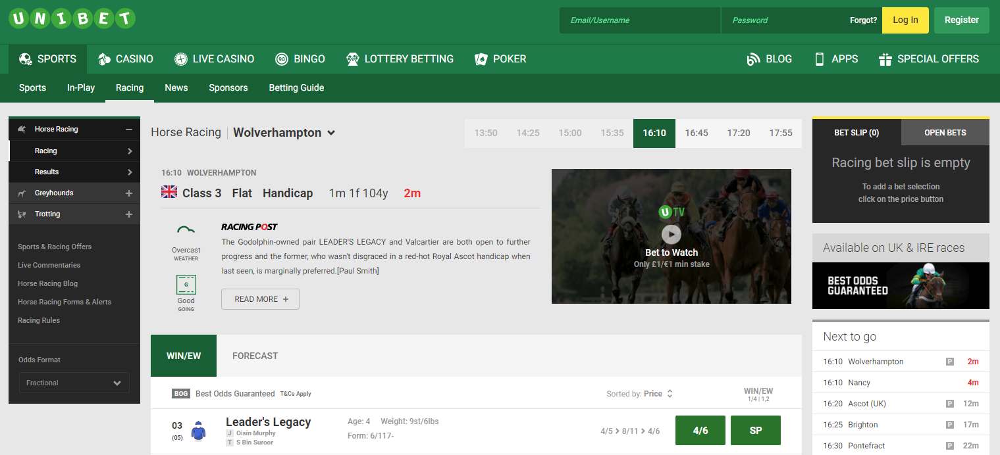 UNIBET
Email/Username
Password
Forgot?
Log In
Register
SPORTS
CASINO
LIVE CASINO
90
BINGO
LOTTERY BETTING
POKER
BLOG
APPS
SPECIAL OFFERS
Sports
In-Play
Racing
News
Sponsors
Betting Guide
Horse Racing
Racing
Results
Greyhounds
Trotting
Sports & Racing Offers
Live Commentaries
Horse Racing Blog
Horse Racing Forms & Alerts
Racing Rules
Odds Format
Fractional
Horse Racing | Wolverhampton
13:50 14:25 15:00 15:35 16:10 16:45 17:20 17:55
16:10 WOLVERHAMPTON
Class 3 Flat Handicap 1m 1f 104y 2m
Overcast
WEATHER
G
Good
GOING
RACING POST
The Godolphin-owned pair LEADER'S LEGACY and Valcartier are both open to further
progress and the former, who wasn't disgraced in a red-hot Royal Ascot handicap when
last seen, is marginally preferred.[Paul Smith]
READ MORE +
U TV
Bet to Watch
Only £1/€1 min stake
WIN/EW
FORECAST
BOG Best Odds Guaranteed T&Cs Apply
Sorted by: Price
WIN/EW
1/4 | 1,2
03
(05)
Leader's Legacy
J Oisin Murphy
T S Bin Suroor
Age: 4 Weight: 9st/6lbs
Form: 6/117-
4/5 > 8/11 > 4/6
4/6
SP
BET SLIP (0)
OPEN BETS
Racing bet slip is empty
To add a bet selection
click on the price button
Available on UK & IRE races
BEST ODDS
GUARANTEED
Next to go
16:10 Wolverhampton P 2m
16:10 Nancy 4m
16:20 Ascot (UK) P 12m
16:25 Brighton P 17m
16:30 Pontefract P 22m